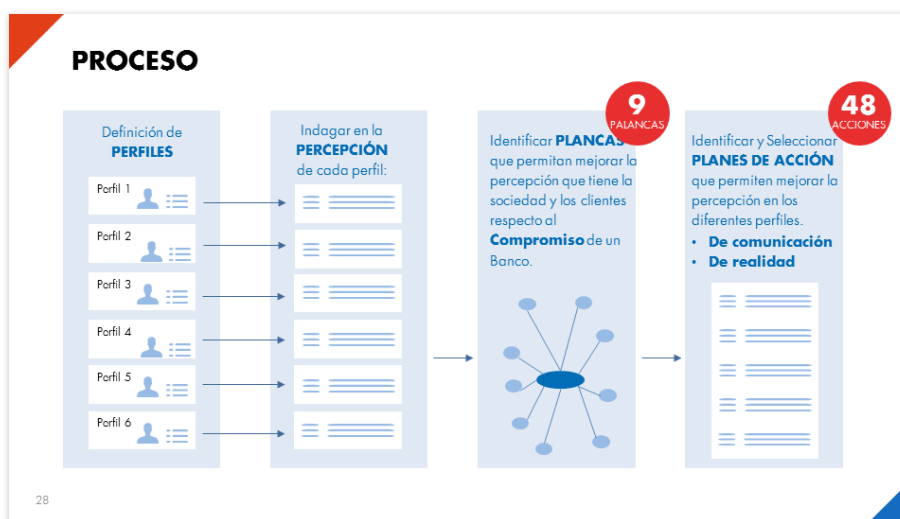 PROCESO
Definición de
PERFILES
Perfil 1
Perfil 2
Perfil 3
Perfil 4
Perfil 5
Perfil 6
Indagar en la
PERCEPCIÓN
de cada perfil:
9
PALANCAS
Identificar PLANCAS
que permitan mejorar la
percepción que tiene la
sociedad y los clientes
respecto al
Compromiso de un
Banco.
48
ACCIONES
Identificar y Seleccionar
PLANES DE ACCIÓN
que permiten mejorar la
percepción en los
diferentes perfiles.
• De comunicación
• De realidad
28